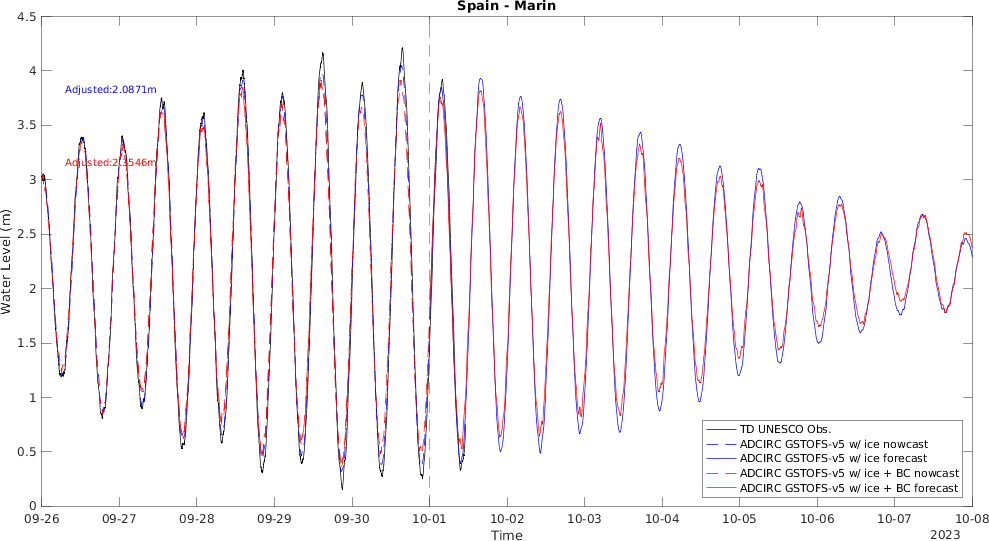 Spain - Marin
4.5
4
3.5
3
2.5
2
1.5
1
0.5
0
Water Level (m)
Adjusted:2.0871m
Adjusted:2.3546m
TD UNESCO Obs.
ADCIRC GSTOFS-v5 w/ ice nowcast
ADCIRC GSTOFS-v5 w/ ice forecast
ADCIRC GSTOFS-v5 w/ ice + BC nowcast
ADCIRC GSTOFS-v5 w/ ice + BC forecast
09-26 09-27 09-28 09-29 09-30 10-01 10-02 10-03 10-04 10-05 10-06 10-07 10-08
Time
2023